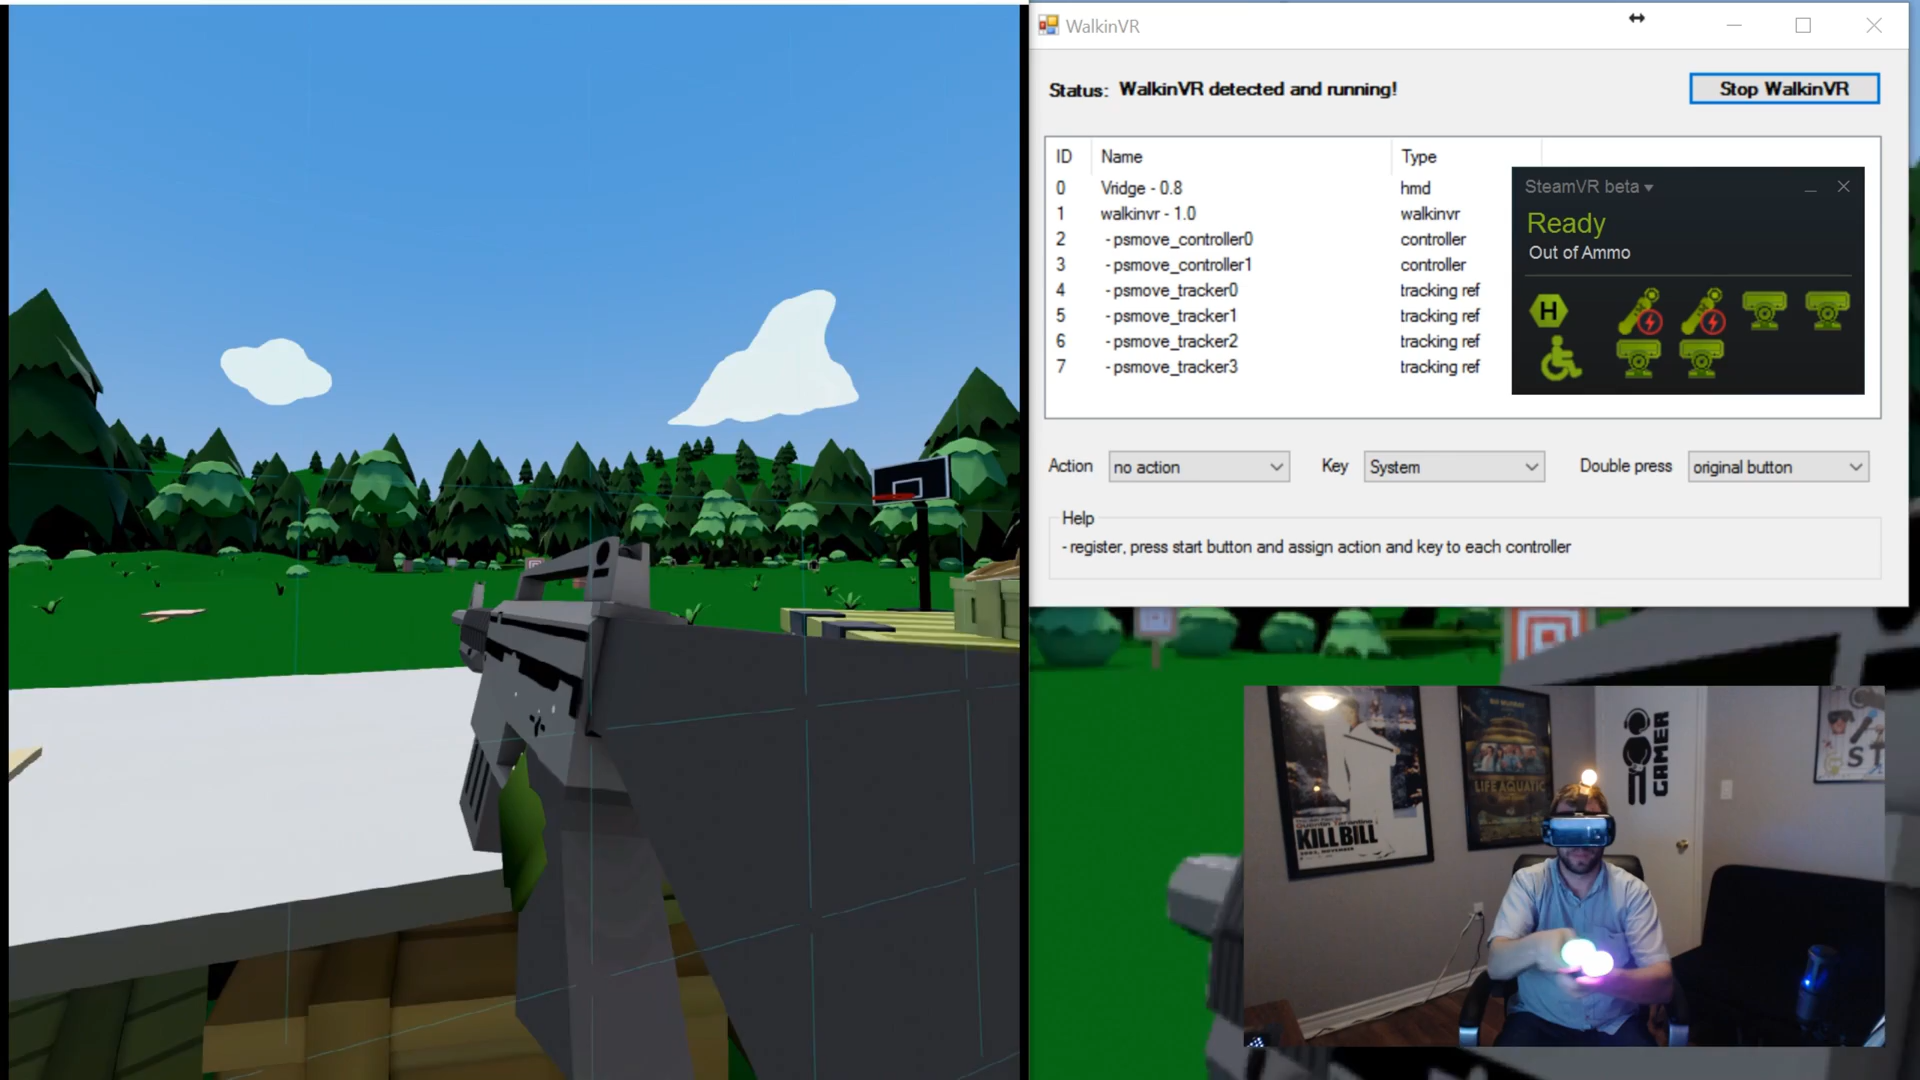 WalkinVR
Status: WalkinVR detected and running!
Stop WalkinVR
ID Name Type
0 Vridge - 0.8 hmd
1 walkinvr - 1.0 walkinvr
2 - psmove_controller0 controller
3 - psmove_controller1 controller
4 - psmove_tracker0 tracking ref
5 - psmove_tracker1 tracking ref
6 - psmove_tracker2 tracking ref
7 - psmove_tracker3 tracking ref
SteamVR beta
Ready
Out of Ammo
H
Action no action Key System Double press original button
Help
- register, press start button and assign action and key to each controller
KILL BILL
LIFE AQUATIC
GAMER
ST